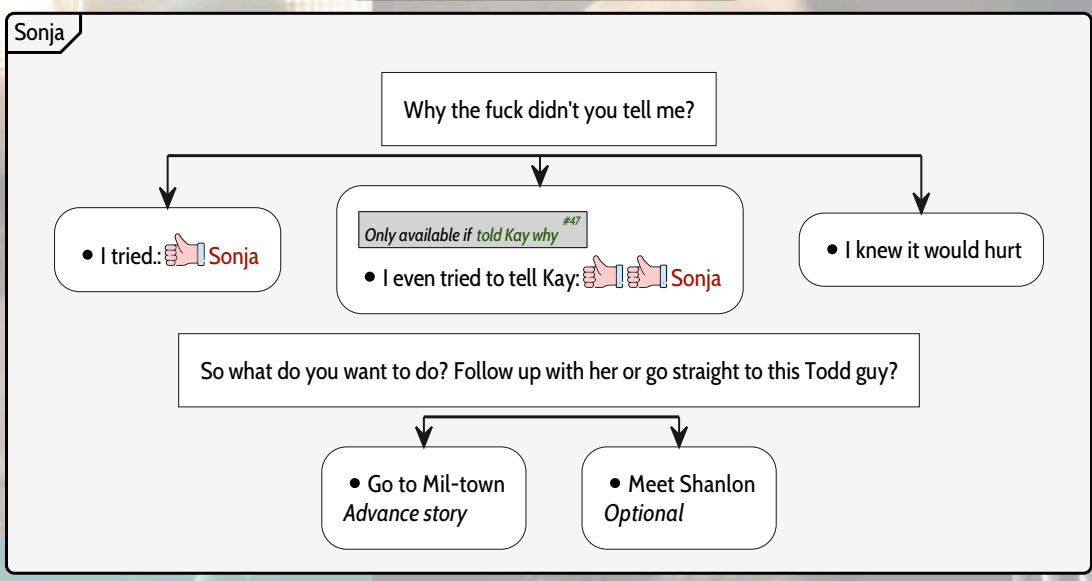 Sonja
Why the fuck didn't you tell me?
• I tried.: Sonja
Only available if told Kay why #47
• I even tried to tell Kay: Sonja
• I knew it would hurt
So what do you want to do? Follow up with her or go straight to this Todd guy?
• Go to Mil-town
Advance story
• Meet Shanlon
Optional